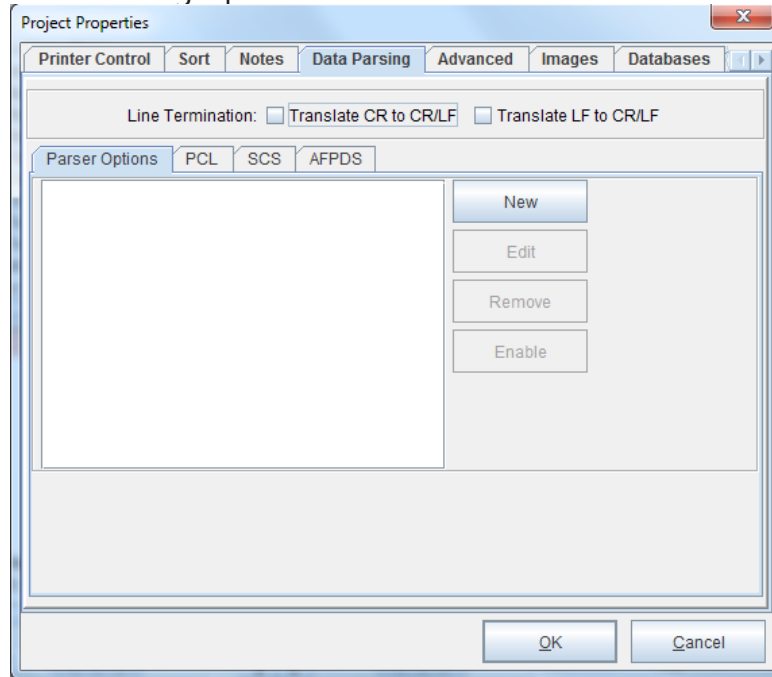 Project Properties
Printer Control Sort Notes Data Parsing Advanced Images Databases
Line Termination: Translate CR to CR/LF Translate LF to CR/LF
Parser Options PCL SCS AFPDS
New
Edit
Remove
Enable
OK Cancel